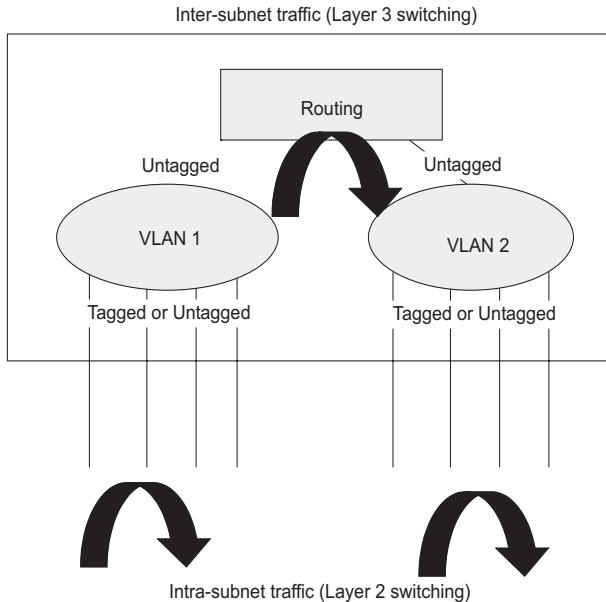 Inter-subnet traffic (Layer 3 switching)
Routing
Untagged
Untagged
VLAN 1
VLAN 2
Tagged or Untagged
Tagged or Untagged
Intra-subnet traffic (Layer 2 switching)